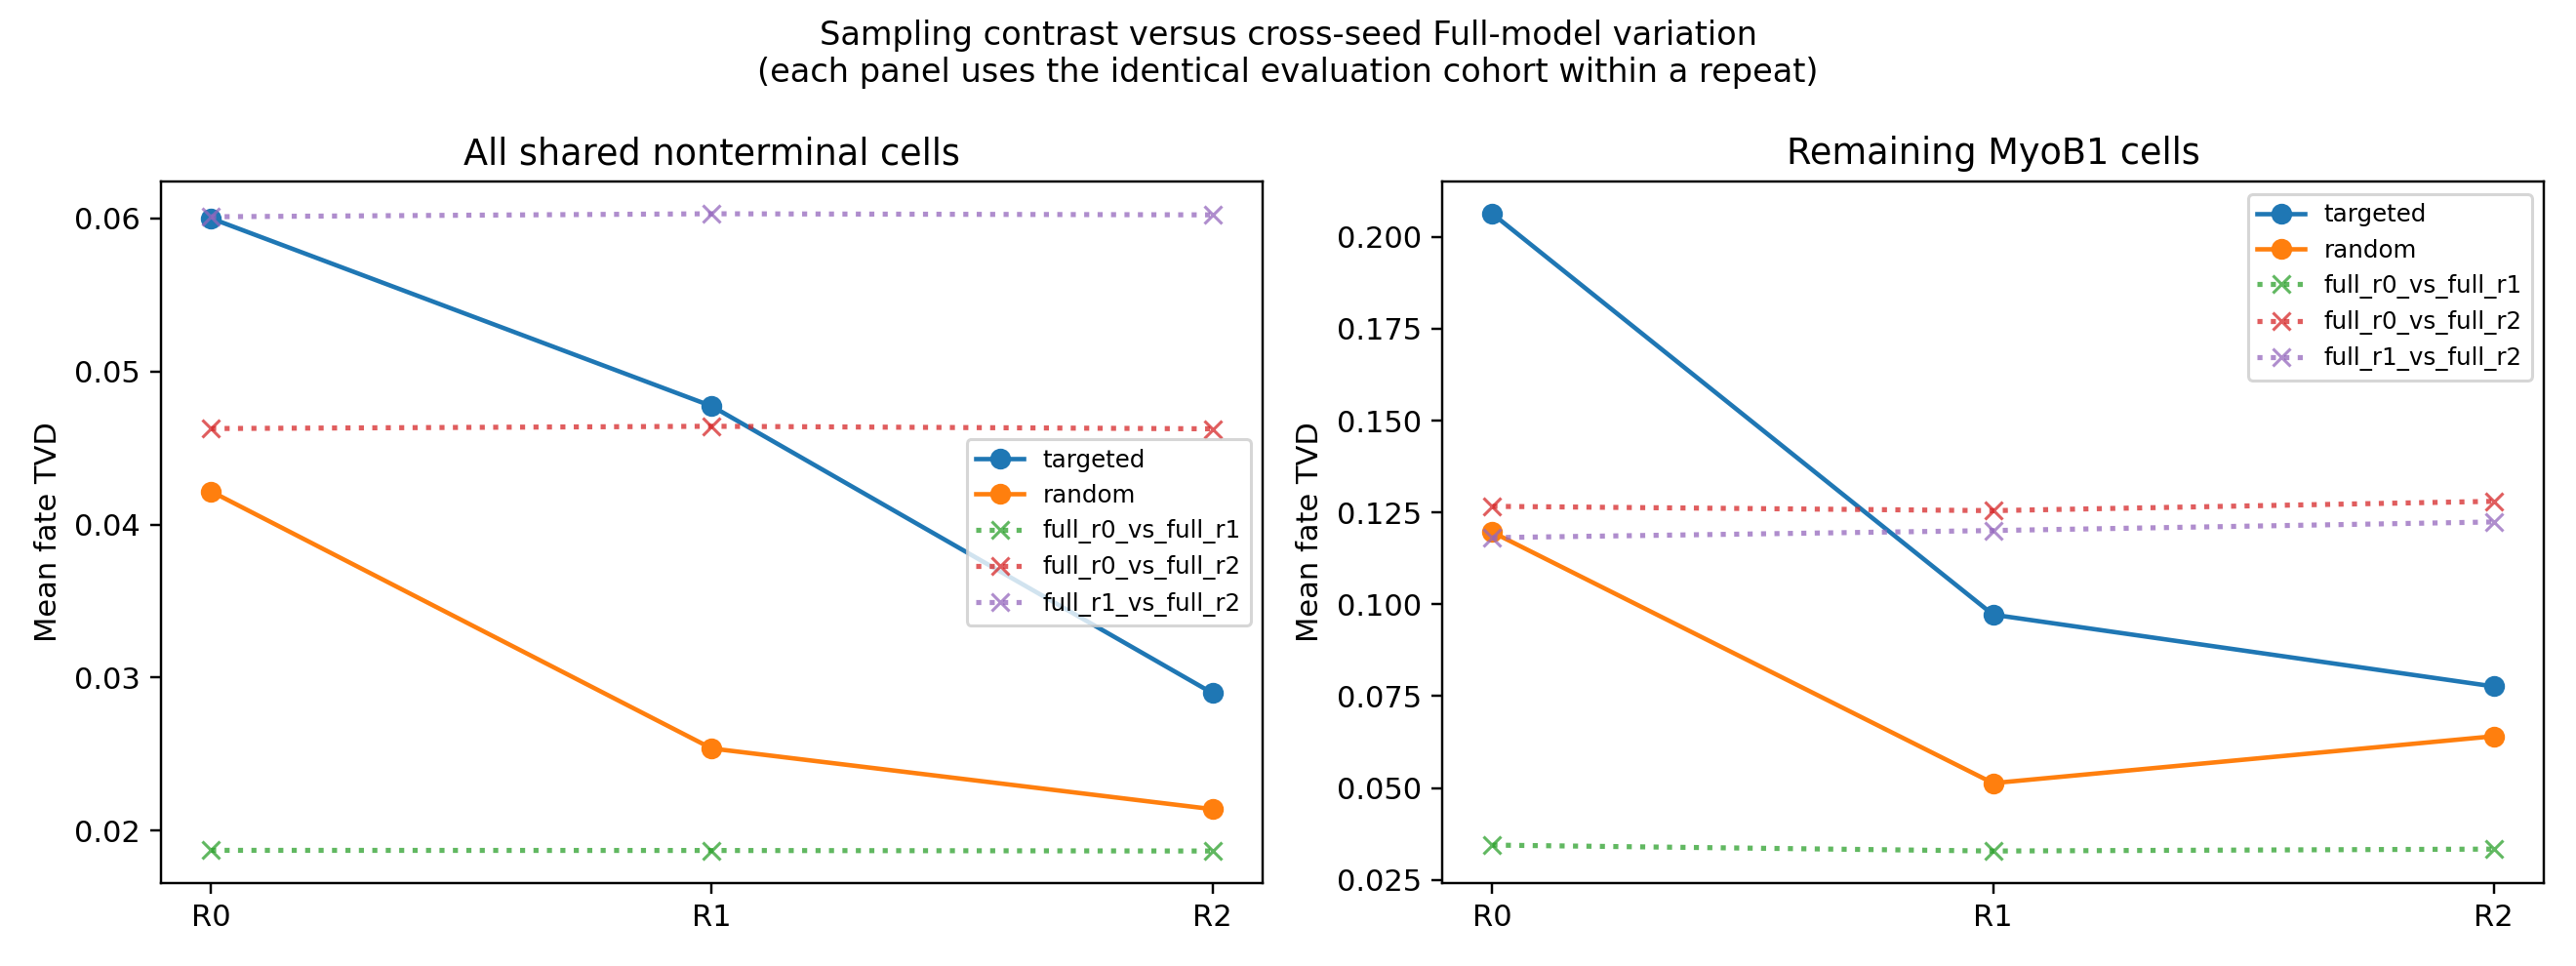 Sampling contrast versus cross-seed Full-model variation
(each panel uses the identical evaluation cohort within a repeat)
All shared nonterminal cells
Mean fate TVD
0.06
0.05
0.04
0.03
0.02
R0
R1
R2
targeted
random
full_r0_vs_full_r1
full_r0_vs_full_r2
full_r1_vs_full_r2
Remaining MyoB1 cells
Mean fate TVD
0.200
0.175
0.150
0.125
0.100
0.075
0.050
0.025
R0
R1
R2
targeted
random
full_r0_vs_full_r1
full_r0_vs_full_r2
full_r1_vs_full_r2